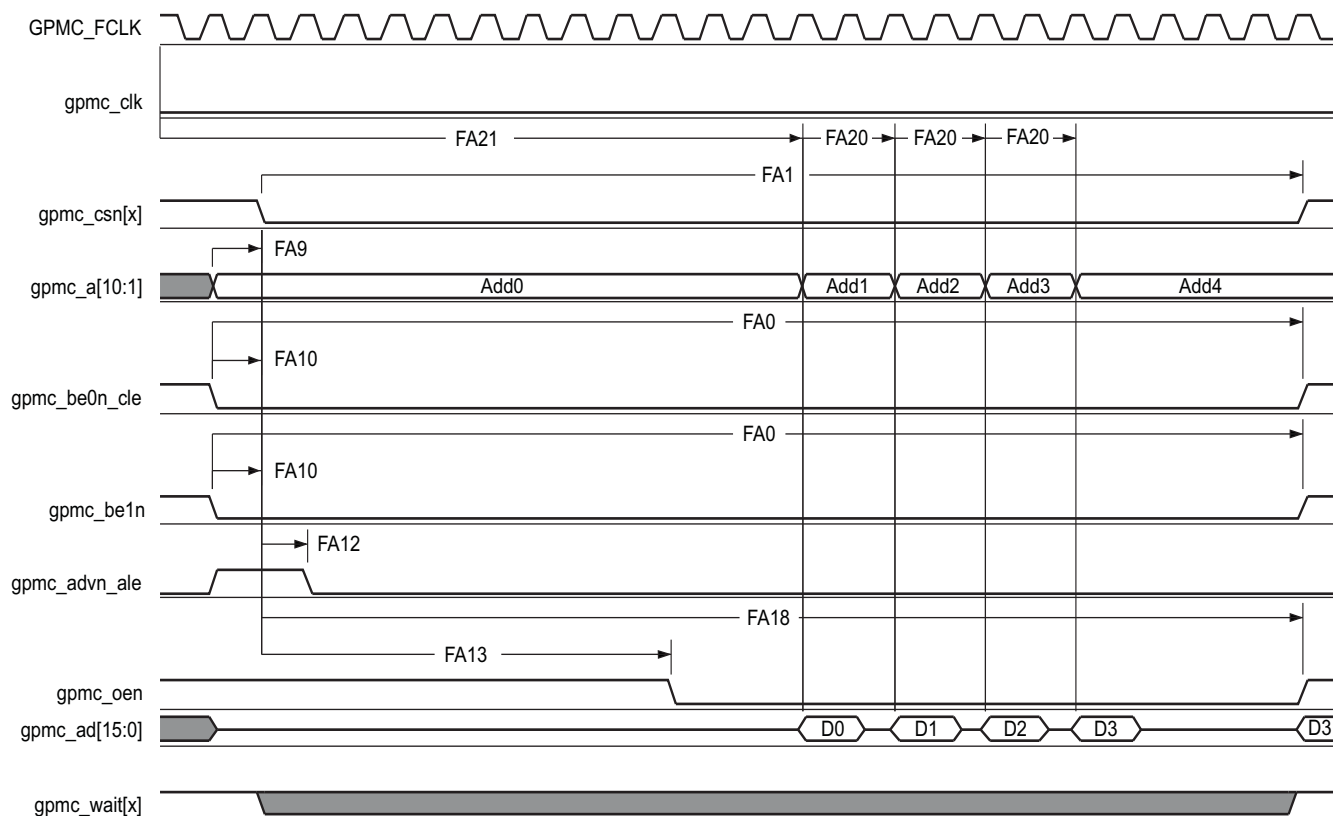 GPMC_FCLK
gpmc_clk
FA21 FA20 FA20 FA20
FA1
gpmc_csn[x]
FA9
gpmc_a[10:1] Add0 Add1 Add2 Add3 Add4
FA0
FA10
gpmc_be0n_cle
FA0
FA10
gpmc_be1n
FA12
gpmc_advn_ale
FA18
FA13
gpmc_oen
gpmc_ad[15:0] D0 D1 D2 D3 D3
gpmc_wait[x]